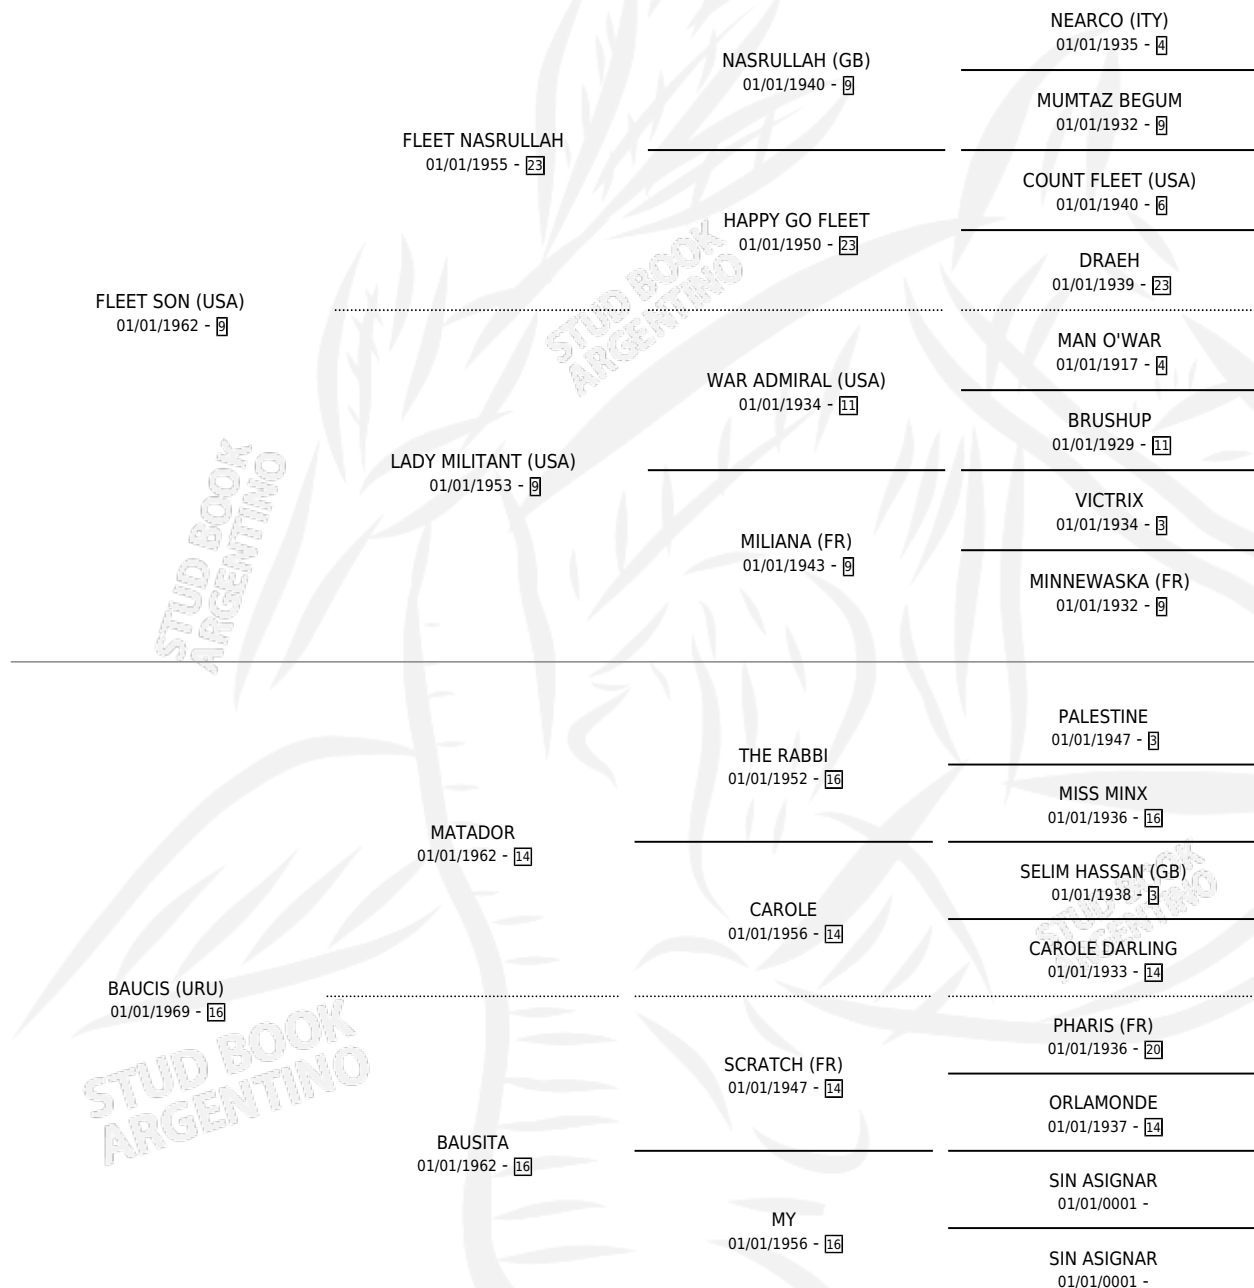 NEARCO (ITY)
01/01/1935 - 4
NASRULLAH (GB)
01/01/1940 - 9
MUMTAZ BEGUM
01/01/1932 - 9
FLEET NASRULLAH
01/01/1955 - 23
COUNT FLEET (USA)
01/01/1940 - 6
HAPPY GO FLEET
01/01/1950 - 23
DRAEH
01/01/1939 - 23
FLEET SON (USA)
01/01/1962 - 9
MAN O'WAR
01/01/1917 - 4
WAR ADMIRAL (USA)
01/01/1934 - 11
BRUSHUP
01/01/1929 - 11
LADY MILITANT (USA)
01/01/1953 - 9
VICTRIX
01/01/1934 - 3
MILIANA (FR)
01/01/1943 - 9
MINNEWASKA (FR)
01/01/1932 - 9
PALESTINE
01/01/1947 - 3
THE RABBI
01/01/1952 - 16
MISS MINX
01/01/1936 - 16
MATADOR
01/01/1962 - 14
SELIM HASSAN (GB)
01/01/1938 - 3
CAROLE
01/01/1956 - 14
CAROLE DARLING
01/01/1933 - 14
BAUCIS (URU)
01/01/1969 - 16
PHARIS (FR)
01/01/1936 - 20
SCRATCH (FR)
01/01/1947 - 14
ORLAMONDE
01/01/1937 - 14
BAUSITA
01/01/1962 - 16
SIN ASIGNAR
01/01/0001 -
MY
01/01/1956 - 16
SIN ASIGNAR
01/01/0001 -
STUD BOOK
ARGENTINO
STUD BOOK
ARGENTINO
STUD BOOK
ARGENTINO
STUD BOOK
ARGENTINO